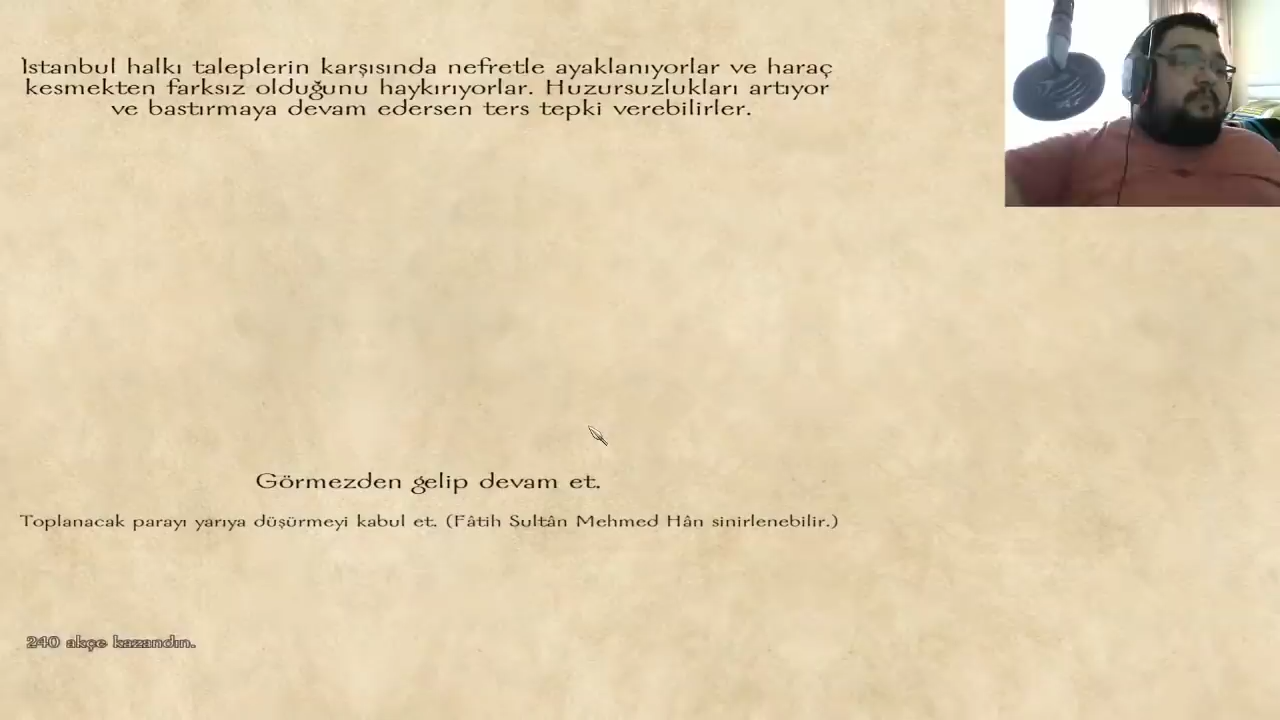 İstanbul halkı taleplerin karşısında nefretle ayaklanıyorlar ve haraç
kesmekten farksız olduğunu haykırıyorlar. Huzursuzlukları artıyor
ve bastırmaya devam edersen ters tepki verebilirler.
Görmezden gelip devam et.
Toplanacak parayı yarıya düşürmeyi kabul et. (Fâtih Sultân Mehmed Hân sinirlenebilir.)
240 akçe kazandın.